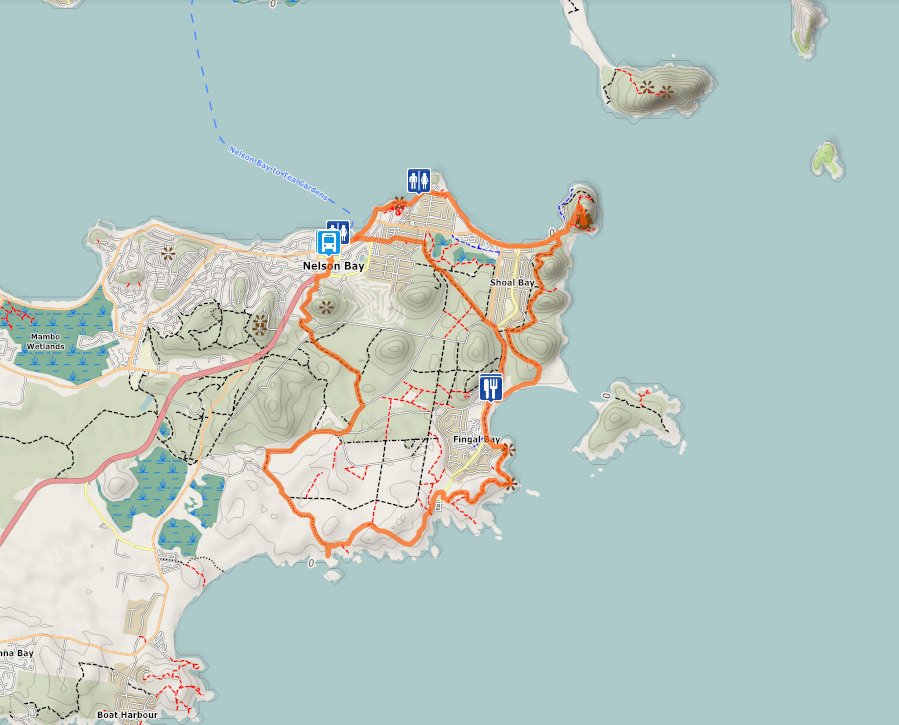 0
Nelson Bay to Tea Gardens
0
Nelson Bay
Shoal Bay
Mambo
Wetlands
0
Fingal Bay
0
nna Bay
Boat Harbour